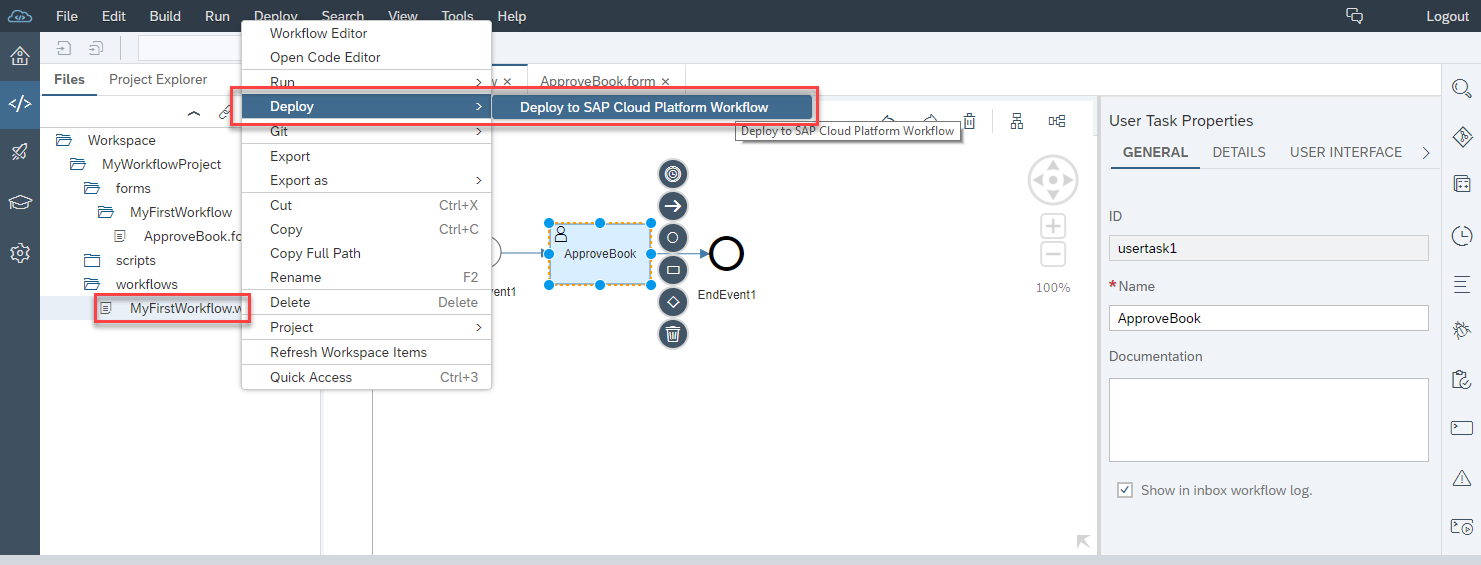 File Edit Build Run Deploy Search View Tools Help Logout
Files Project Explorer
ApproveBook.form ×
Workspace
MyWorkflowProject
forms
MyFirstWorkflow
ApproveBook.fo
scripts
workflows
MyFirstWorkflow.w
Workflow Editor
Open Code Editor
Run
Deploy
Git
Export
Export as
Cut Ctrl+X
Copy Ctrl+C
Copy Full Path
Rename F2
Delete Delete
Project
Refresh Workspace Items
Quick Access Ctrl+3
Deploy to SAP Cloud Platform Workflow
Deploy to SAP Cloud Platform Workflow
ApproveBook
EndEvent1
100%
User Task Properties
GENERAL DETAILS USER INTERFACE
ID
usertask1
*Name
ApproveBook
Documentation
Show in inbox workflow log.